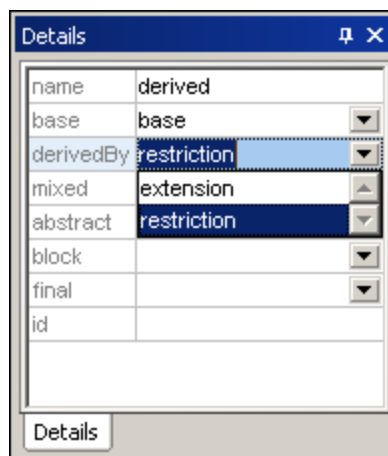 Details
name derived
base base
derivedBy restriction
mixed extension
abstract restriction
block
final
id
Details